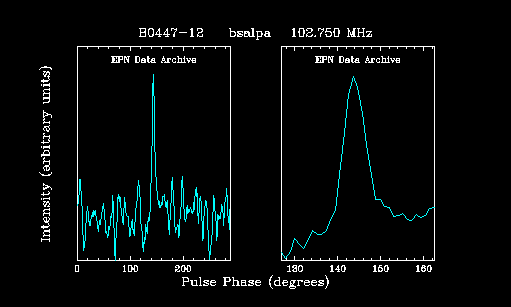 B0447-12 bsalpa 102.750 MHz
EPN Data Archive EPN Data Archive
Intensity (arbitrary units)
0 100 200 130 140 150 160
Pulse Phase (degrees)